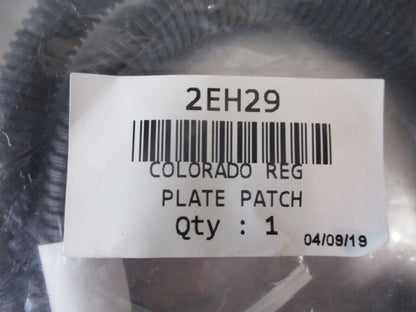 2EH29
COLORADO REG
PLATE PATCH
Qty : 1
04/09/19